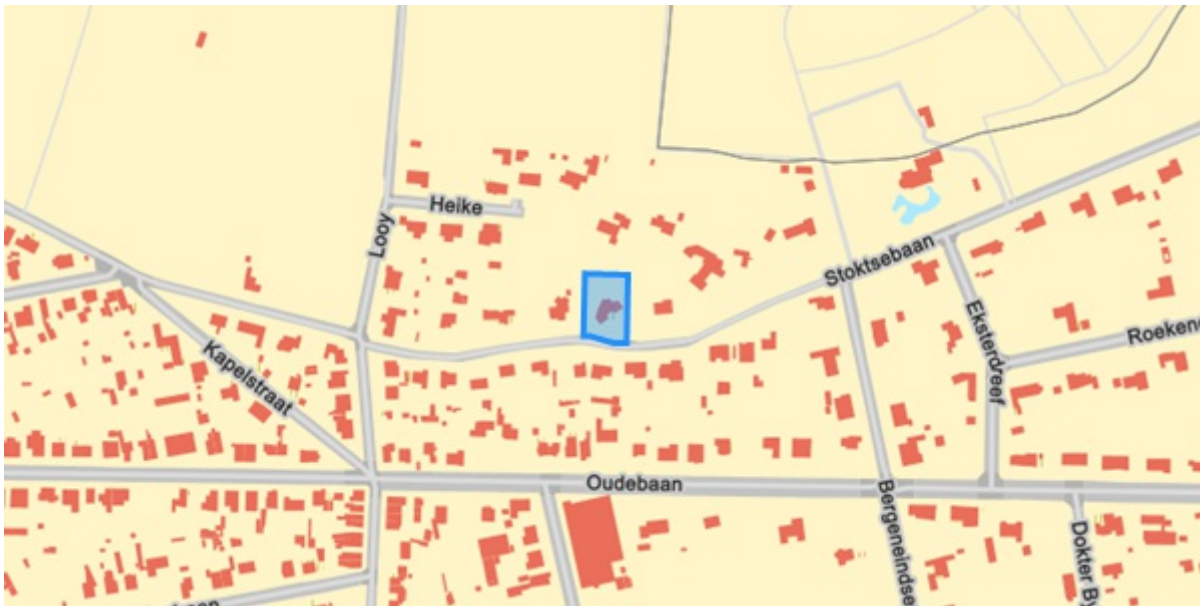 Heike
Looy
Stoktsebaan
Eksterdreef
Roekend
Kapelstraat
Oudebaan
Bergeneindse
Dokter By